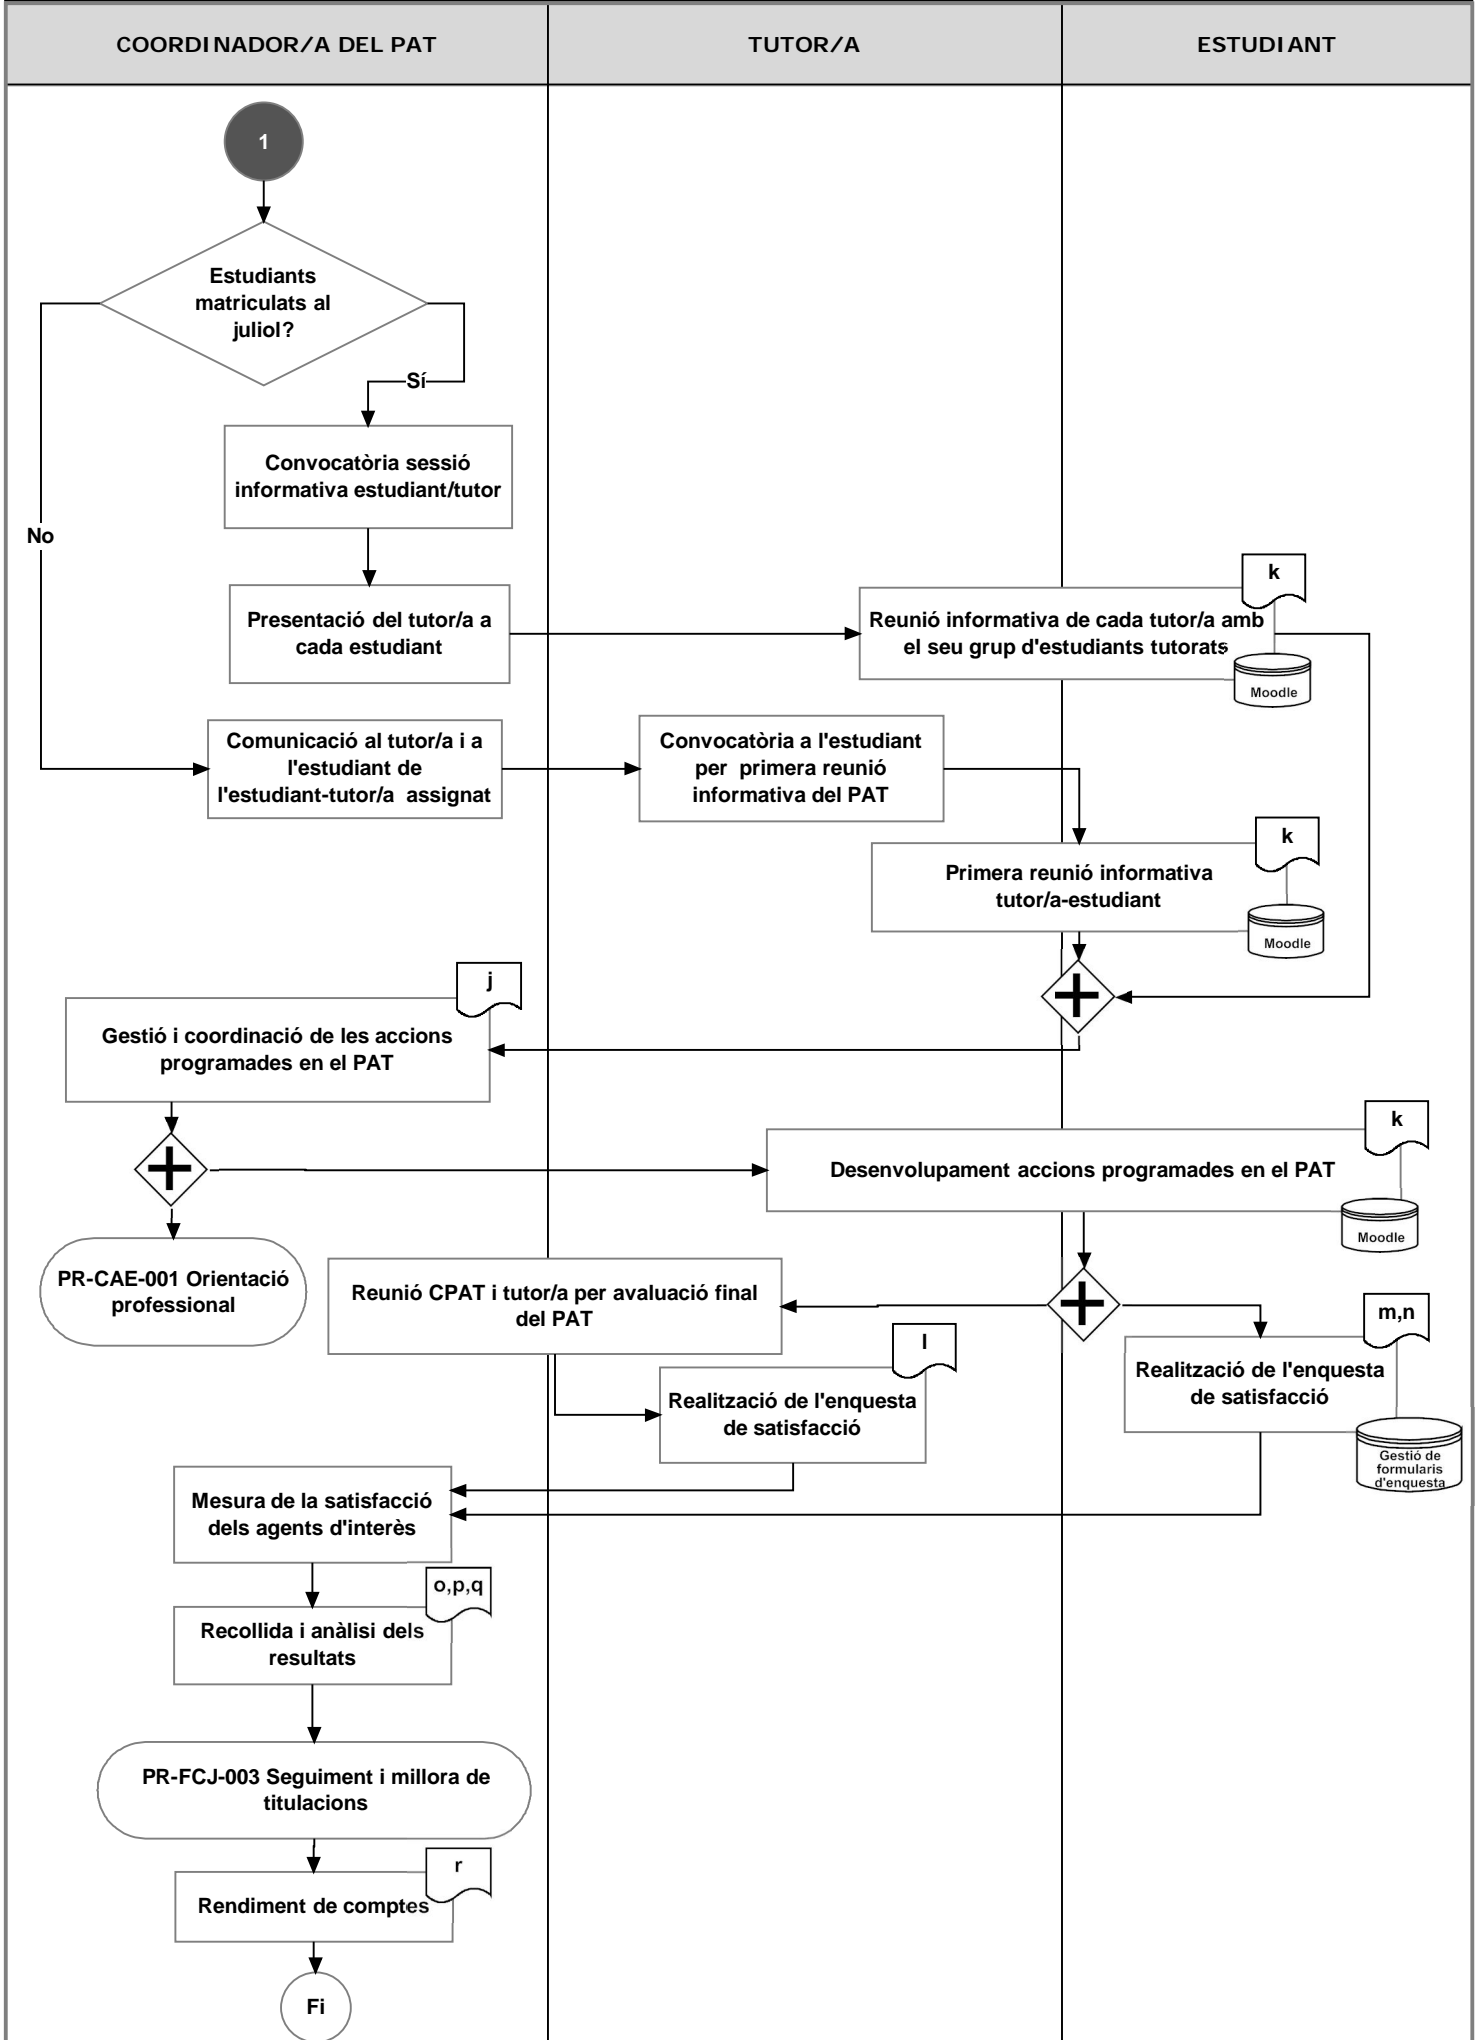 COORDINADOR/A DEL PAT
TUTOR/A
ESTUDIANT
1
Estudiants
matriculats al
juliol?
Sí
Convocatòria sessió
informativa estudiant/tutor
No
Presentació del tutor/a a
cada estudiant
k
Reunió informativa de cada tutor/a amb
el seu grup d'estudiants tutorats
Moodle
Comunicació al tutor/a i a
l'estudiant de
l'estudiant-tutor/a assignat
Convocatòria a l'estudiant
per primera reunió
informativa del PAT
k
Primera reunió informativa
tutor/a-estudiant
Moodle
j
Gestió i coordinació de les accions
programades en el PAT
k
Desenvolupament accions programades en el PAT
Moodle
PR-CAE-001 Orientació
professional
Reunió CPAT i tutor/a per avaluació final
del PAT
m,n
l
Realització de l'enquesta
de satisfacció
Realització de l'enquesta
de satisfacció
Gestió de
formularis
d'enquesta
Mesura de la satisfacció
dels agents d'interès
o,p,q
Recollida i anàlisi dels
resultats
PR-FCJ-003 Seguiment i millora de
titulacions
r
Rendiment de comptes
Fi